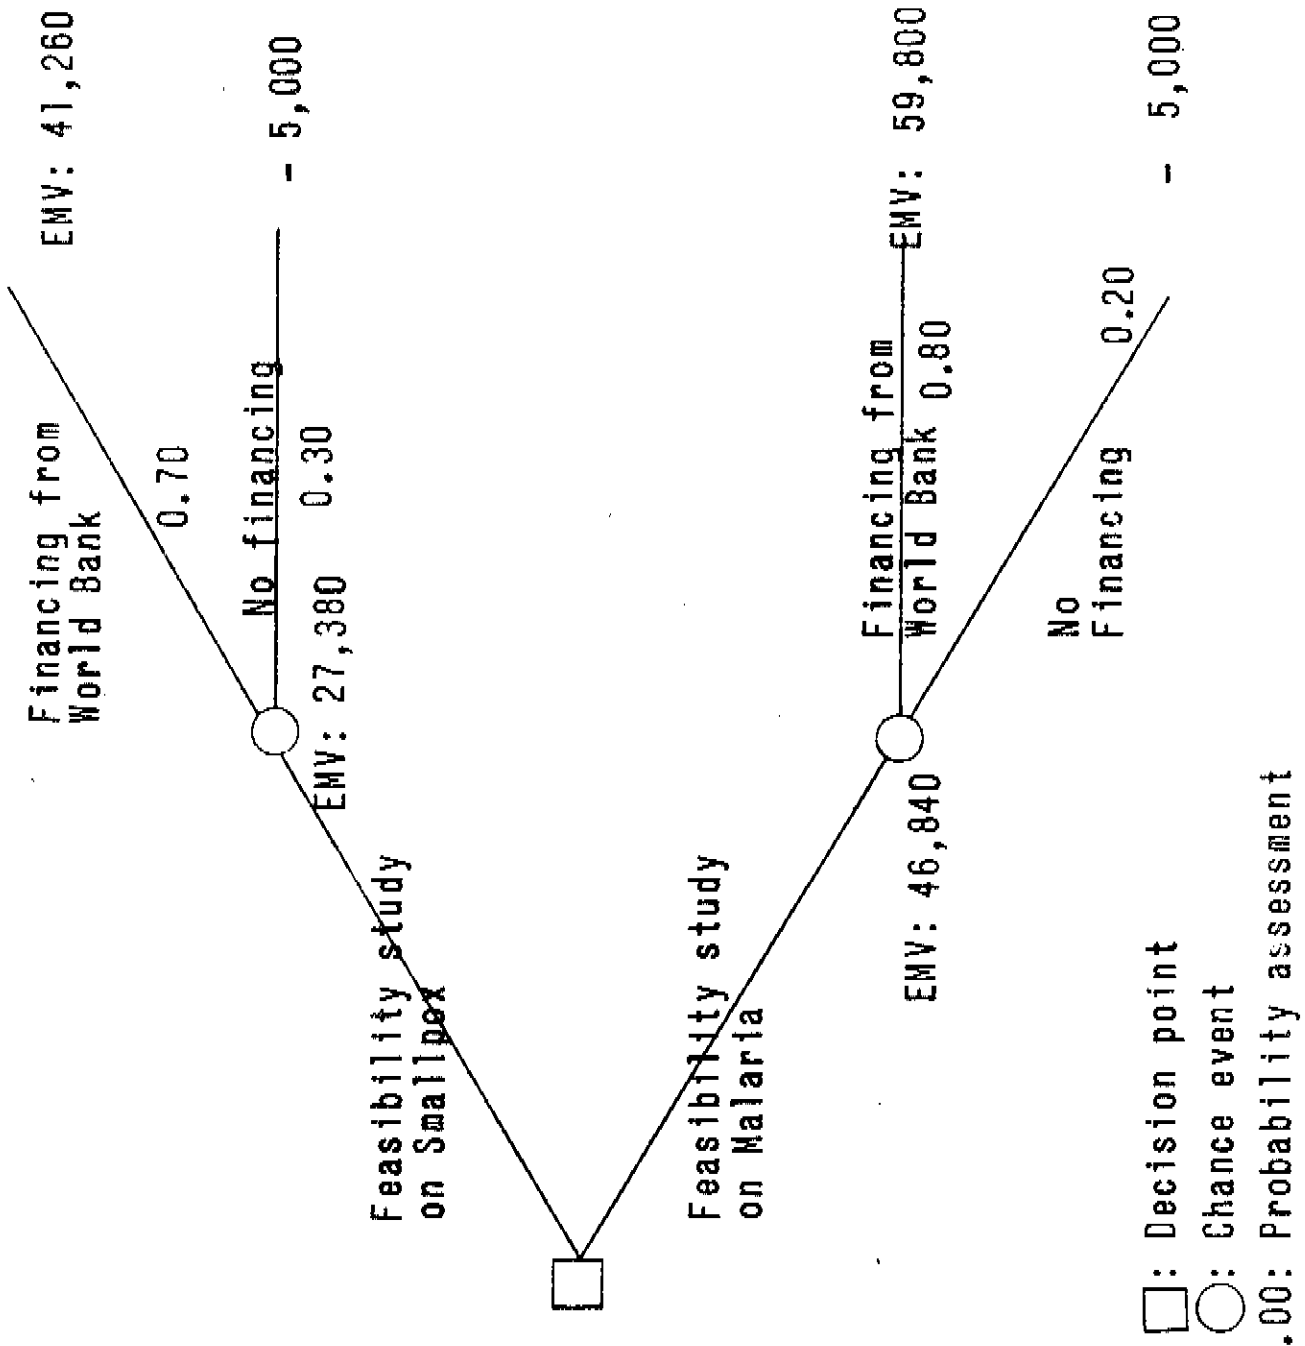 Financing from
World Bank
0.70
EMV: 41,260
No financing
0.30
- 5,000
EMV: 27,380
Feasibility study
on Smallpox
Feasibility study
on Malaria
Financing from
World Bank 0.80
EMV: 59,800
EMV: 46,840
No
Financing
0.20
- 5,000
: Decision point
: Chance event
.00: Probability assessment